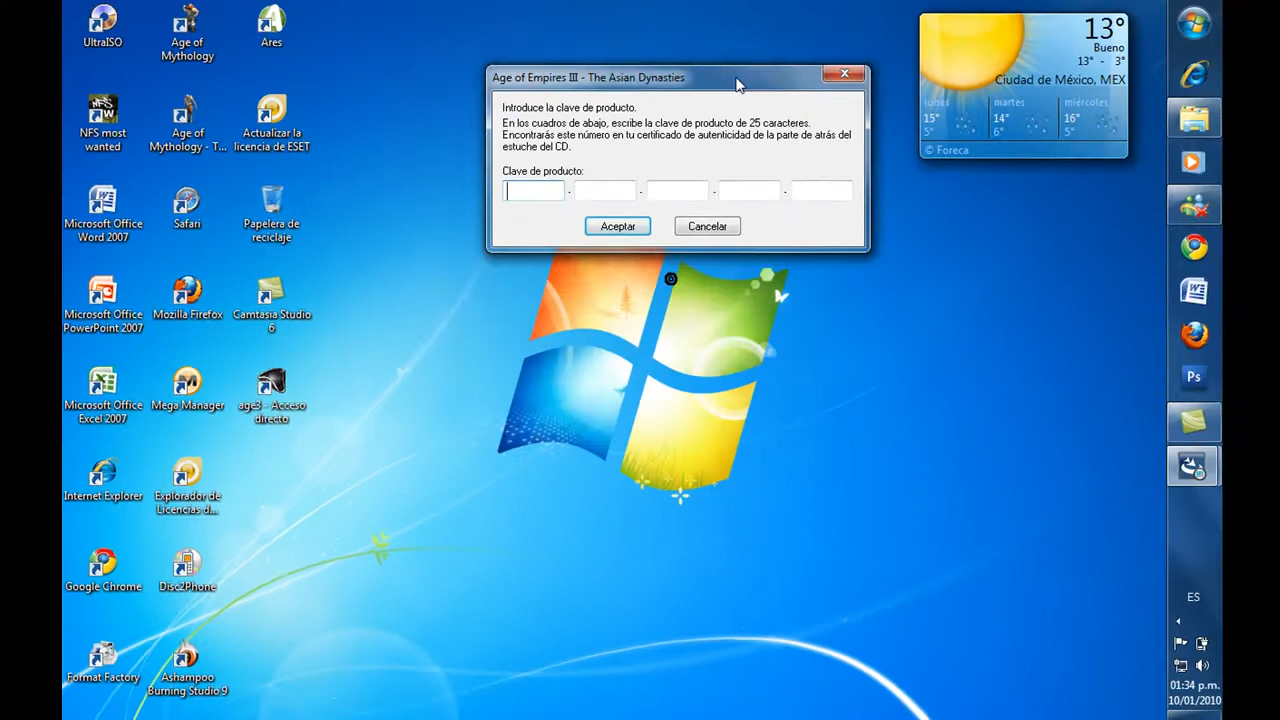 UltraISO
Age of
Mythology
Ares
NFS most
wanted
Age of
Mythology - T...
Actualizar la
licencia de ESET
Microsoft Office
Word 2007
Safari
Papelera de
reciclaje
Microsoft Office
PowerPoint 2007
Mozilla Firefox
Camtasia Studio
6
Microsoft Office
Excel 2007
Mega Manager
age3 - Acceso
directo
Internet Explorer
Explorador de
Licencias d...
Google Chrome
Disc2Phone
Format Factory
Ashampoo
Burning Studio 9
Age of Empires III - The Asian Dynasties
Introduce la clave de producto.
En los cuadros de abajo, escribe la clave de producto de 25 caracteres.
Encontrarás este número en tu certificado de autenticidad de la parte de atrás del
estuche del CD.
Clave de producto:
- - - -
Aceptar
Cancelar
13°
Bueno
13° - 3°
Ciudad de México, MEX
lunes
martes
miércoles
15° 14° 16°
5° 6° 5°
© Foreca
Ps
ES
01:34 p.m.
10/01/2010